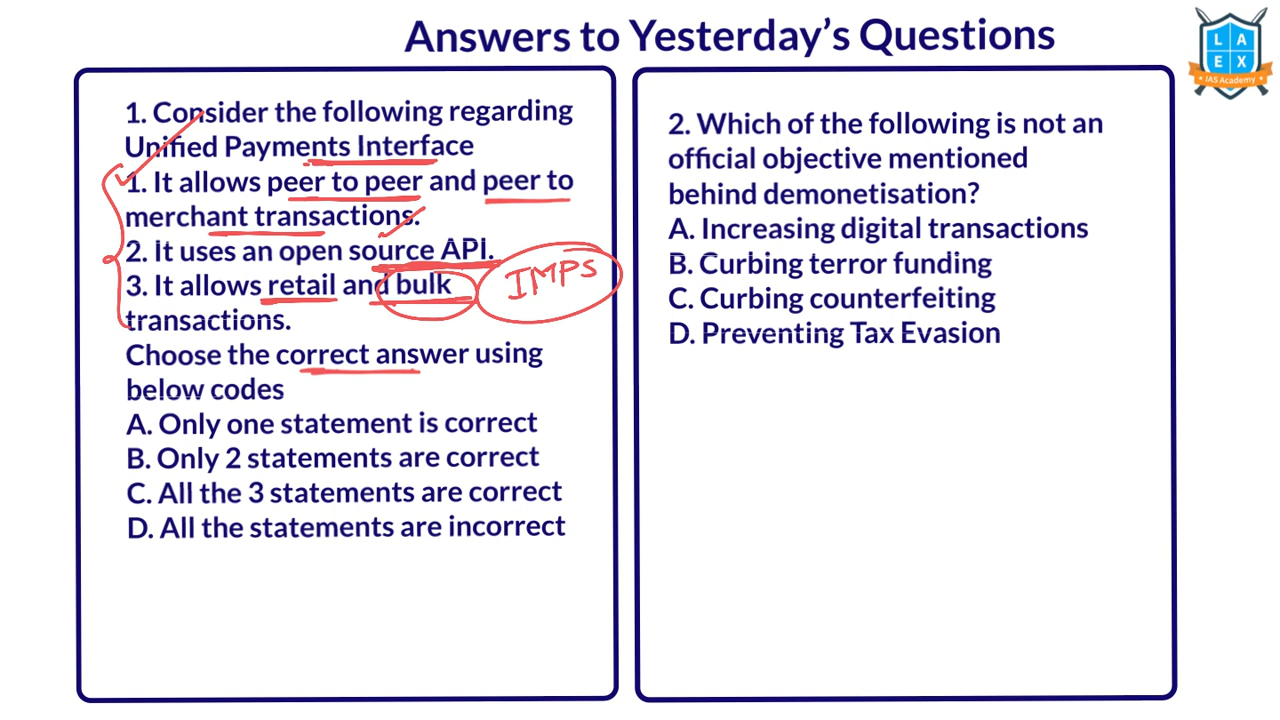 Answers to Yesterday's Questions
L A
E X
IAS Academy
1. Consider the following regarding
Unified Payments Interface
1. It allows peer to peer and peer to
merchant transactions.
2. It uses an open source API.
3. It allows retail and bulk
transactions.
IMPS
Choose the correct answer using
below codes
A. Only one statement is correct
B. Only 2 statements are correct
C. All the 3 statements are correct
D. All the statements are incorrect
2. Which of the following is not an
official objective mentioned
behind demonetisation?
A. Increasing digital transactions
B. Curbing terror funding
C. Curbing counterfeiting
D. Preventing Tax Evasion